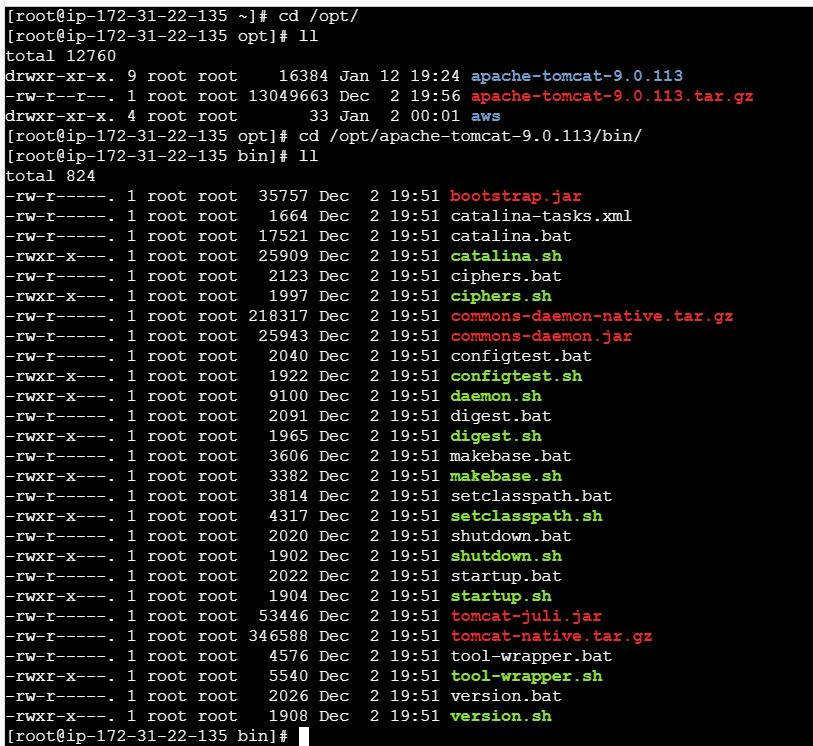 [root@ip-172-31-22-135 ~]# cd /opt/
[root@ip-172-31-22-135 opt]# ll
total 12760
drwxr-xr-x. 9 root root    16384 Jan 12 19:24 apache-tomcat-9.0.113
-rw-r--r--. 1 root root 13049663 Dec  2 19:56 apache-tomcat-9.0.113.tar.gz
drwxr-xr-x. 4 root root       33 Jan  2 00:01 aws
[root@ip-172-31-22-135 opt]# cd /opt/apache-tomcat-9.0.113/bin/
[root@ip-172-31-22-135 bin]# ll
total 824
-rw-r-----. 1 root root  35757 Dec  2 19:51 bootstrap.jar
-rw-r-----. 1 root root   1664 Dec  2 19:51 catalina-tasks.xml
-rw-r-----. 1 root root  17521 Dec  2 19:51 catalina.bat
-rwxr-x---. 1 root root  25909 Dec  2 19:51 catalina.sh
-rw-r-----. 1 root root   2123 Dec  2 19:51 ciphers.bat
-rwxr-x---. 1 root root   1997 Dec  2 19:51 ciphers.sh
-rw-r-----. 1 root root 218317 Dec  2 19:51 commons-daemon-native.tar.gz
-rw-r-----. 1 root root  25943 Dec  2 19:51 commons-daemon.jar
-rw-r-----. 1 root root   2040 Dec  2 19:51 configtest.bat
-rwxr-x---. 1 root root   1922 Dec  2 19:51 configtest.sh
-rwxr-x---. 1 root root   9100 Dec  2 19:51 daemon.sh
-rw-r-----. 1 root root   2091 Dec  2 19:51 digest.bat
-rwxr-x---. 1 root root   1965 Dec  2 19:51 digest.sh
-rw-r-----. 1 root root   3606 Dec  2 19:51 makebase.bat
-rwxr-x---. 1 root root   3382 Dec  2 19:51 makebase.sh
-rw-r-----. 1 root root   3814 Dec  2 19:51 setclasspath.bat
-rwxr-x---. 1 root root   4317 Dec  2 19:51 setclasspath.sh
-rw-r-----. 1 root root   2020 Dec  2 19:51 shutdown.bat
-rwxr-x---. 1 root root   1902 Dec  2 19:51 shutdown.sh
-rw-r-----. 1 root root   2022 Dec  2 19:51 startup.bat
-rwxr-x---. 1 root root   1904 Dec  2 19:51 startup.sh
-rw-r-----. 1 root root  53446 Dec  2 19:51 tomcat-juli.jar
-rw-r-----. 1 root root 346588 Dec  2 19:51 tomcat-native.tar.gz
-rw-r-----. 1 root root   4576 Dec  2 19:51 tool-wrapper.bat
-rwxr-x---. 1 root root   5540 Dec  2 19:51 tool-wrapper.sh
-rw-r-----. 1 root root   2026 Dec  2 19:51 version.bat
-rwxr-x---. 1 root root   1908 Dec  2 19:51 version.sh
[root@ip-172-31-22-135 bin]#